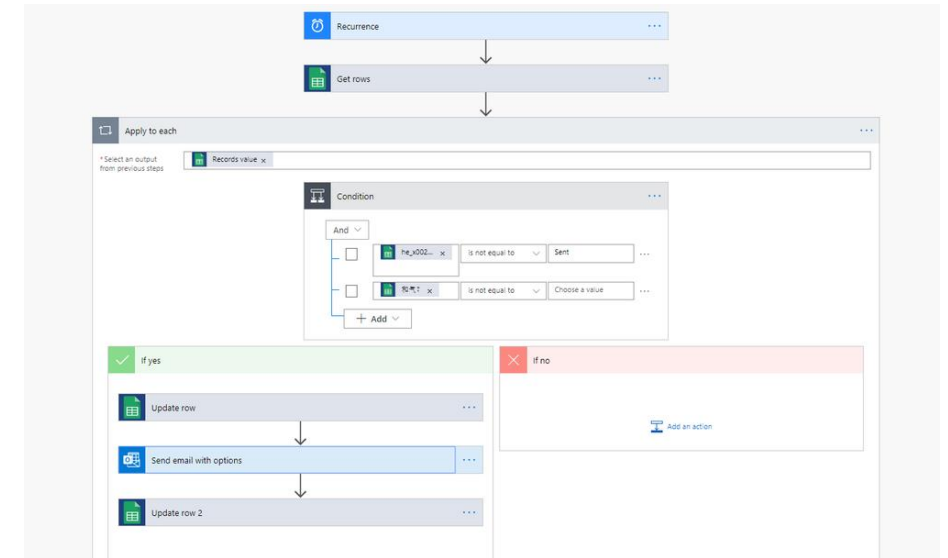 Recurrence
Get rows
Apply to each
*Select an output
from previous steps
Records value
Condition
And
he_x002...
is not equal to
Sent
is not equal to
Choose a value
Add
If yes
If no
Update row
Add an action
Send email with options
Update row 2